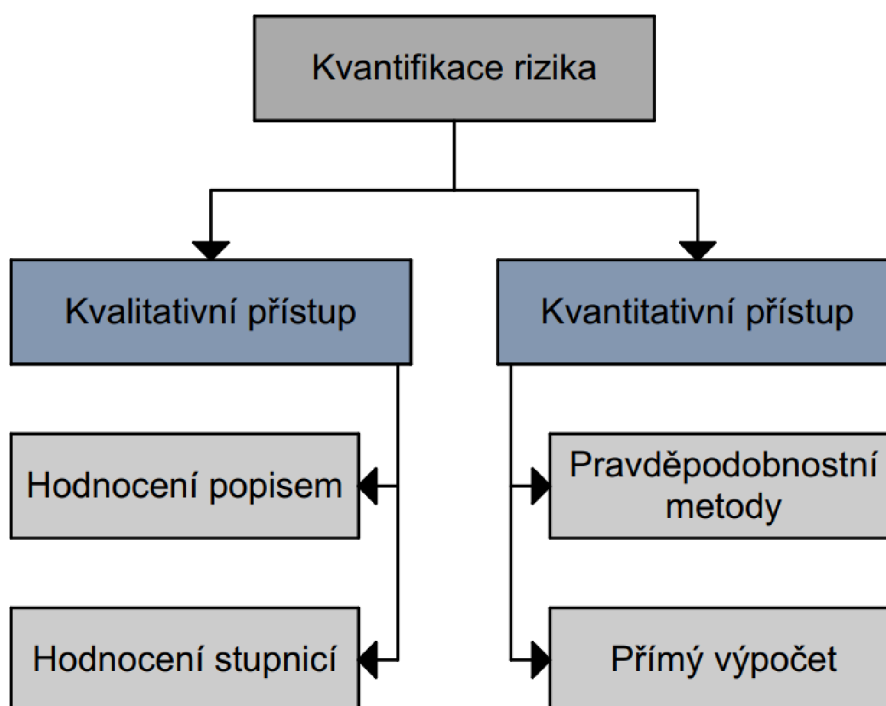 Kvantifikace rizika
Kvalitativní přístup
Kvantitativní přístup
Hodnocení popisem
Pravděpodobnostní
metody
Hodnocení stupnicí
Přímý výpočet